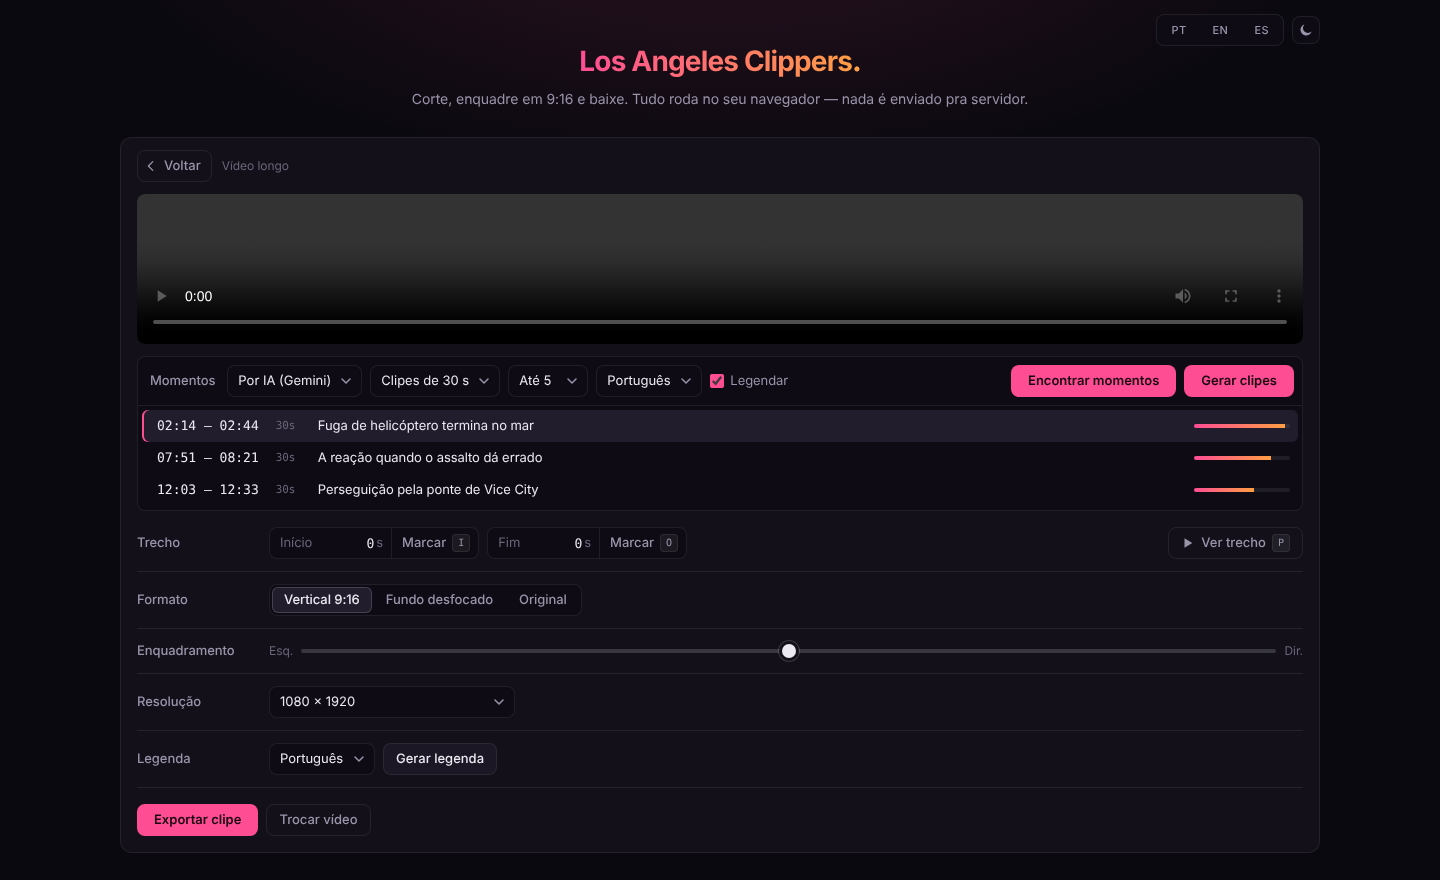 PT EN ES
Los Angeles Clippers.
Corte, enquadre em 9:16 e baixe. Tudo roda no seu navegador — nada é enviado pra servidor.
Voltar Vídeo longo
0:00
Momentos Por IA (Gemini) Clipes de 30 s Até 5 Português Legendar Encontrar momentos Gerar clipes
02:14 — 02:44 30s Fuga de helicóptero termina no mar
07:51 — 08:21 30s A reação quando o assalto dá errado
12:03 — 12:33 30s Perseguição pela ponte de Vice City
Trecho Início 0 s Marcar I Fim 0 s Marcar O Ver trecho P
Formato Vertical 9:16 Fundo desfocado Original
Enquadramento Esq. Dir.
Resolução 1080 × 1920
Legenda Português Gerar legenda
Exportar clipe Trocar vídeo